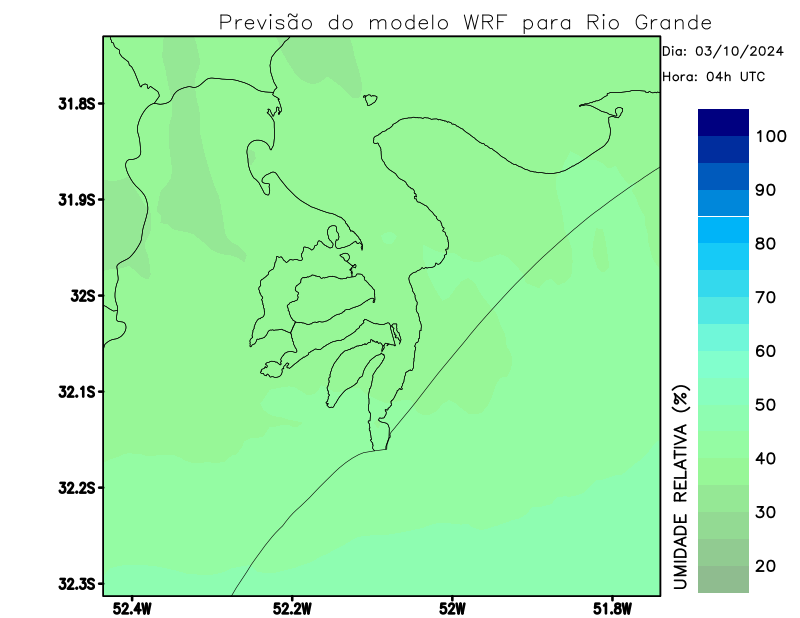 Previsão do modelo WRF para Rio Grande
Dia: 03/10/2024
Hora: 04h UTC
31.8S
31.9S
32S
32.1S
32.2S
32.3S
52.4W
52.2W
52W
51.8W
UMIDADE RELATIVA (%)
100
90
80
70
60
50
40
30
20